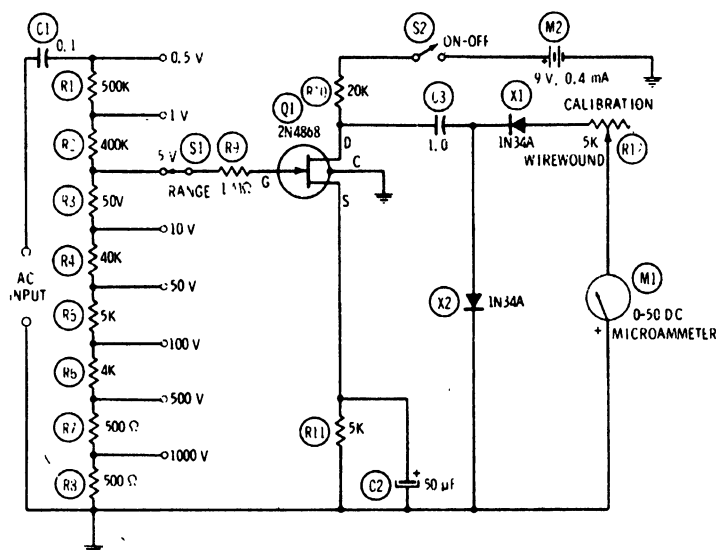 C1
0.1
0.5 V
R1
500K
1 V
400K
5 V
S1
R9
RANGE
G
R3
50V
10 V
R4
40K
50 V
AC
INPUT
R5
5K
100 V
R6
4K
500 V
R7
500 Ω
1000 V
R8
500 Ω
Q1
2N4868
R10
20K
D
C
S
S2
ON-OFF
M2
+
9 V, 0.4 mA
C3
1.0
X1
1N34A
CALIBRATION
5K
WIREWOUND
X2
1N34A
M1
0-50 DC
MICROAMMETER
+
R11
5K
C2
+
50 µF